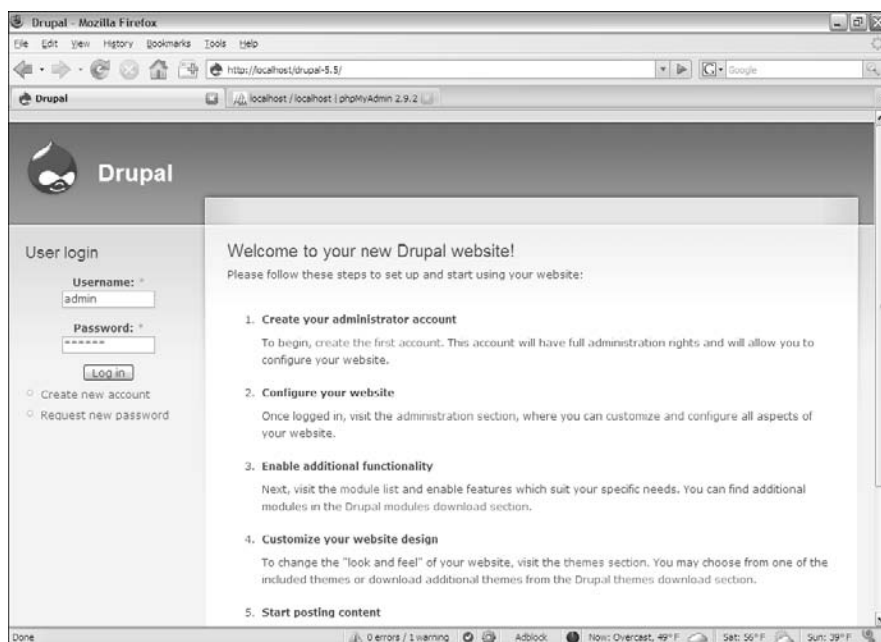 Drupal - Mozilla Firefox
File Edit View History Bookmarks Tools Help
http://localhost/drupal-5.5/
Google
Drupal
localhost / localhost | phpMyAdmin 2.9.2
Drupal
User login
Username: *
admin
Password: *
******
Log in
Create new account
Request new password
Welcome to your new Drupal website!
Please follow these steps to set up and start using your website:
1. Create your administrator account
To begin, create the first account. This account will have full administration rights and will allow you to
configure your website.
2. Configure your website
Once logged in, visit the administration section, where you can customize and configure all aspects of
your website.
3. Enable additional functionality
Next, visit the module list and enable features which suit your specific needs. You can find additional
modules in the Drupal modules download section.
4. Customize your website design
To change the "look and feel" of your website, visit the themes section. You may choose from one of the
included themes or download additional themes from the Drupal themes download section.
5. Start posting content
Done
0 errors / 1 warning
Adblock
Now: Overcast, 49° F
Sat: 56° F
Sun: 39° F